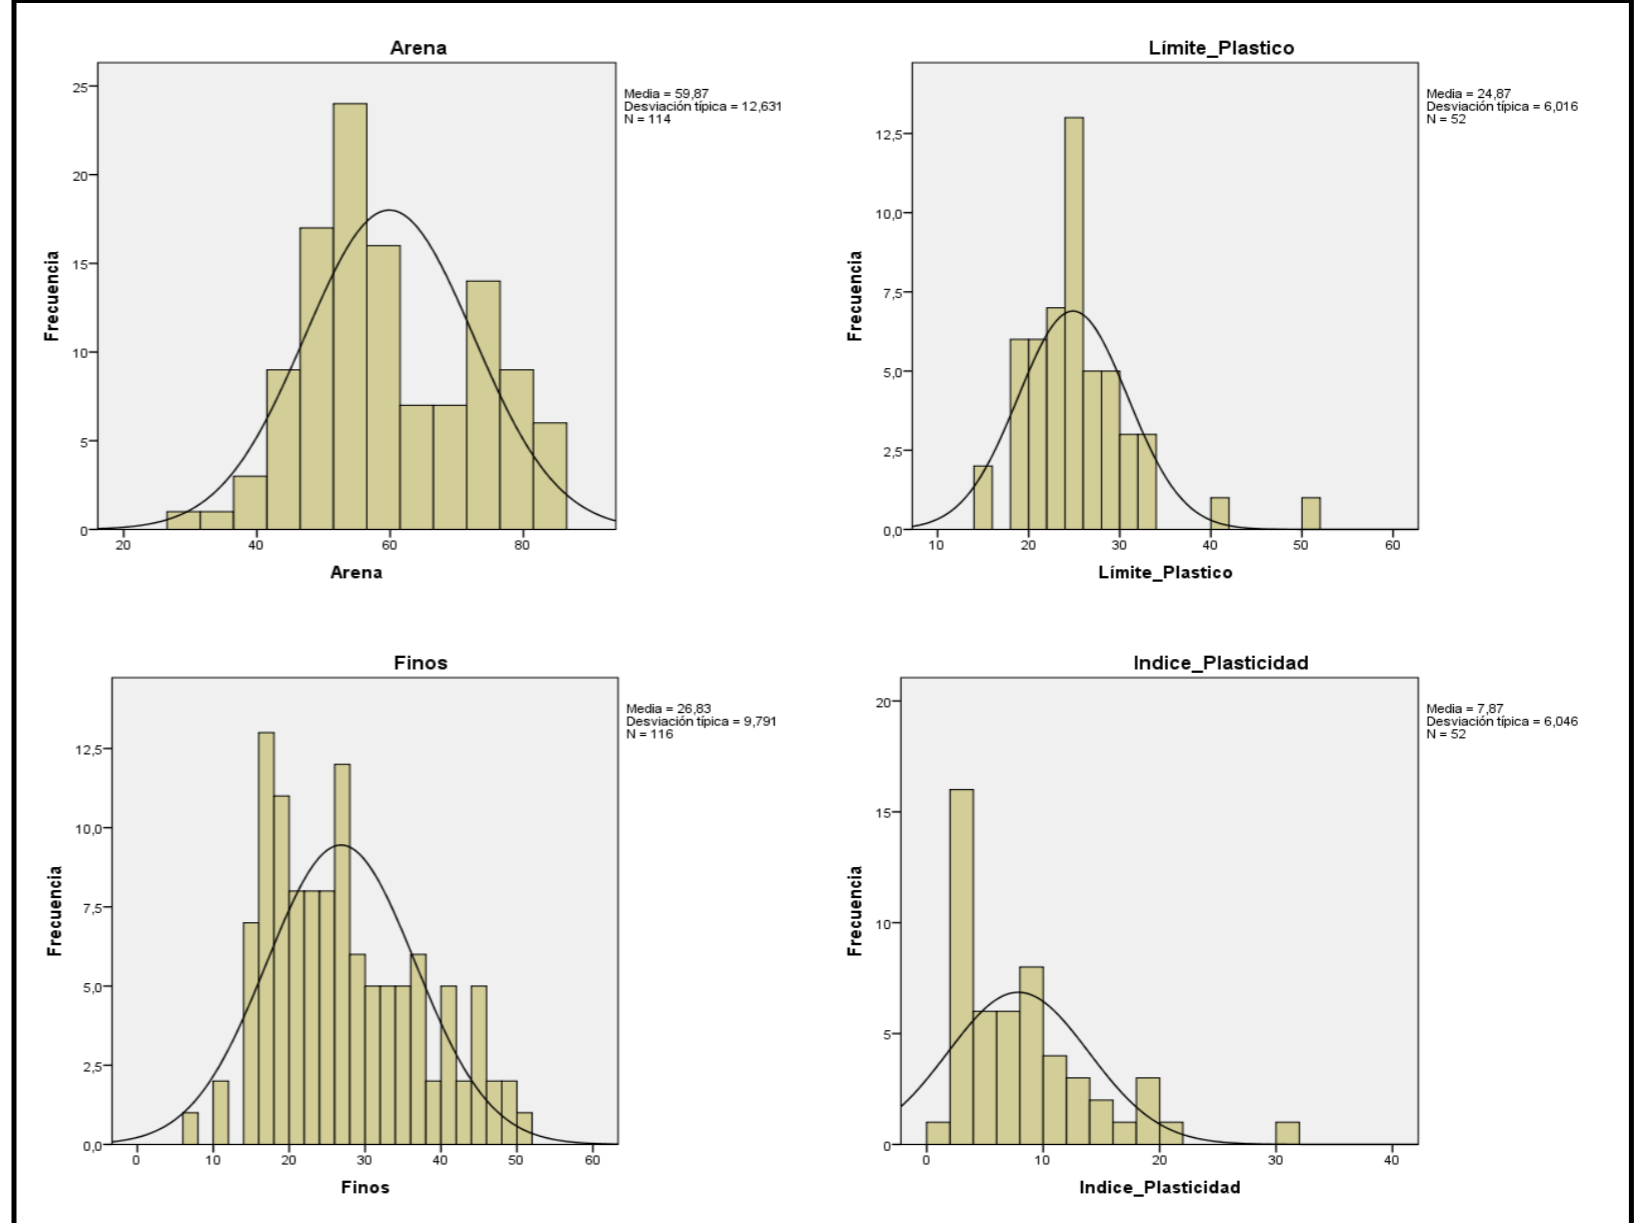 Arena
Media = 59,87
Desviación típica = 12,631
N = 114
Frecuencia
25
20
15
10
5
0
20 40 60 80
Arena
Límite_Plastico
Media = 24,87
Desviación típica = 6,016
N = 52
Frecuencia
12,5
10,0
7,5
5,0
2,5
0,0
10 20 30 40 50 60
Límite_Plastico
Finos
Media = 26,83
Desviación típica = 9,791
N = 116
Frecuencia
12,5
10,0
7,5
5,0
2,5
0,0
0 10 20 30 40 50 60
Finos
Indice_Plasticidad
Media = 7,87
Desviación típica = 6,046
N = 52
Frecuencia
20
15
10
5
0
0 10 20 30 40
Indice_Plasticidad